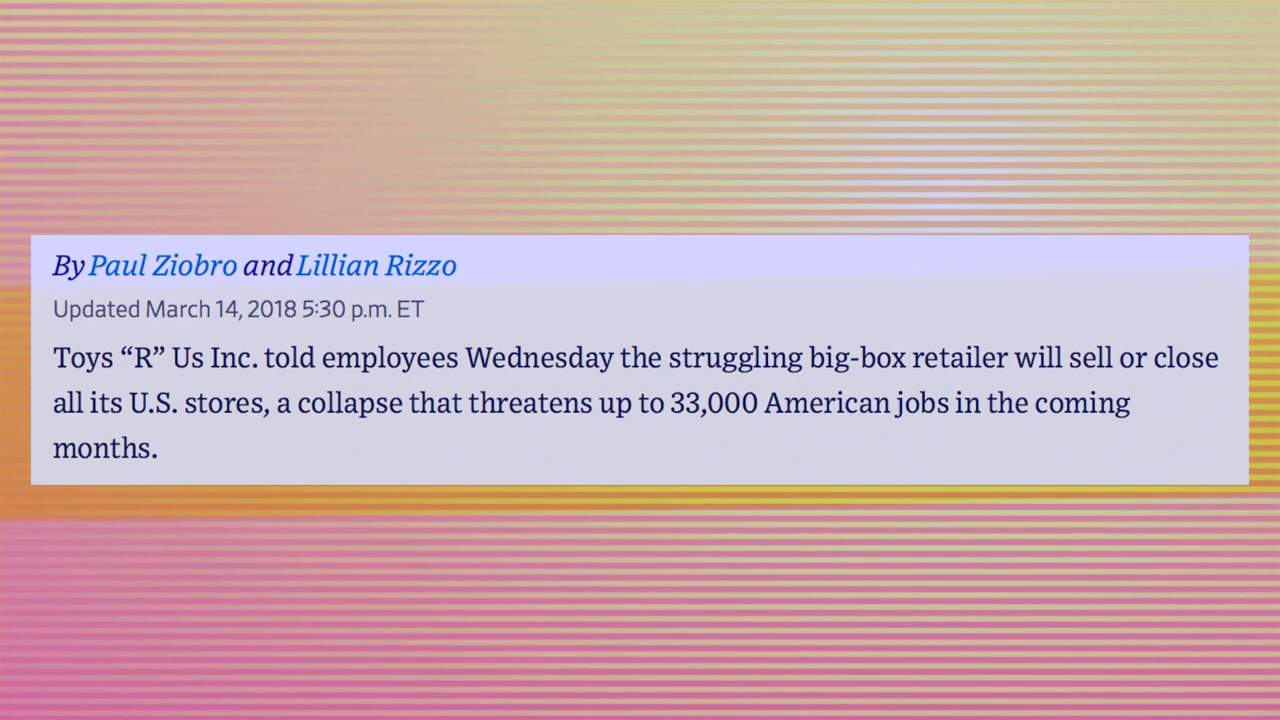 By Paul Ziobro and Lillian Rizzo
Updated March 14, 2018 5:30 p.m. ET
Toys “R” Us Inc. told employees Wednesday the struggling big-box retailer will sell or close
all its U.S. stores, a collapse that threatens up to 33,000 American jobs in the coming
months.